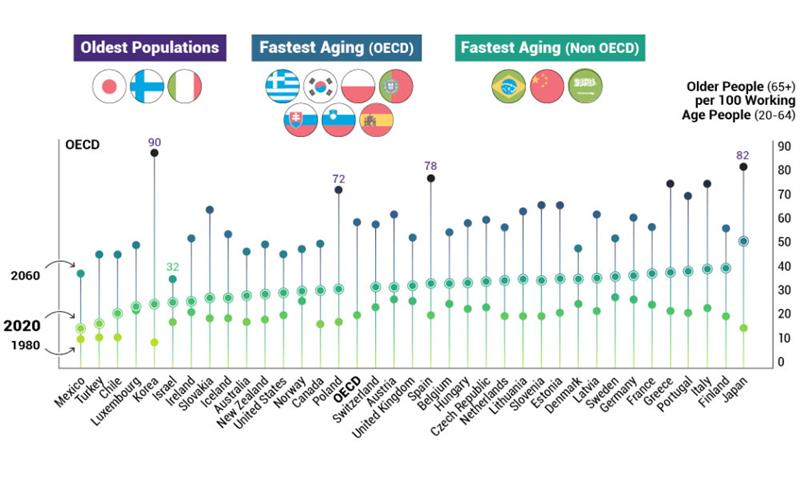 Oldest Populations
Fastest Aging (OECD)
Fastest Aging (Non OECD)
Older People (65+)
per 100 Working
Age People (20-64)
OECD
90
32
72
78
82
90
80
70
60
50
40
30
20
10
0
2060
2020
1980
Mexico
Turkey
Chile
Luxembourg
Korea
Israel
Ireland
Slovakia
Iceland
Australia
New Zealand
United States
Norway
Canada
Poland
OECD
Switzerland
Austria
United Kingdom
Spain
Belgium
Hungary
Czech Republic
Netherlands
Lithuania
Slovenia
Estonia
Denmark
Latvia
Sweden
Germany
France
Greece
Portugal
Italy
Finland
Japan